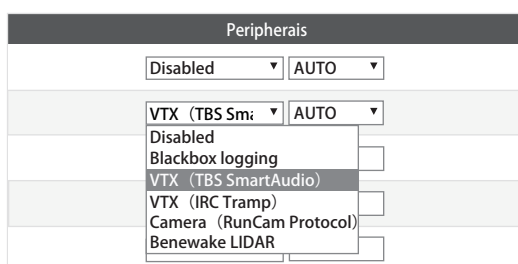 Peripherais
Disabled AUTO
VTX（TBS Sma AUTO
Disabled
Blackbox logging
VTX（TBS SmartAudio）
VTX（IRC Tramp）
Camera（RunCam Protocol）
Benewake LIDAR